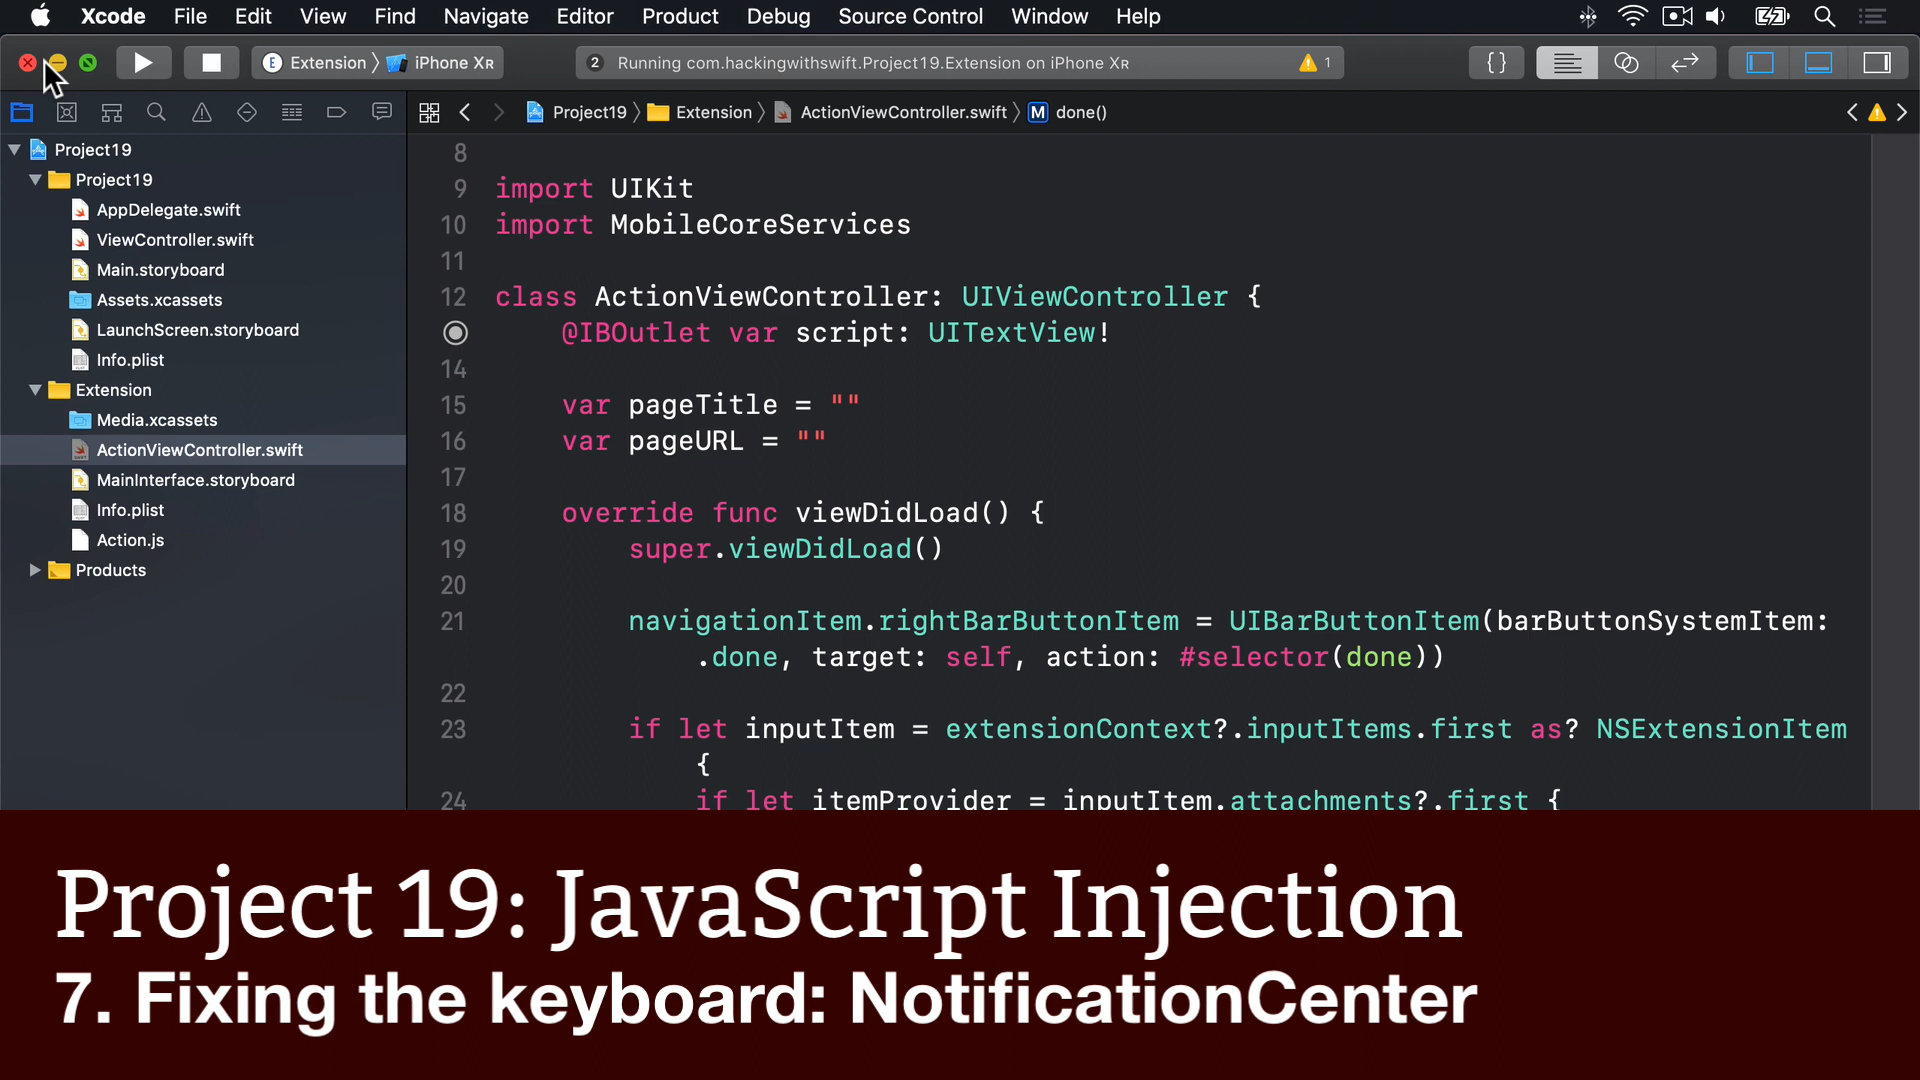 Xcode File Edit View Find Navigate Editor Product Debug Source Control Window Help
E Extension 〉 iPhone XR
2 Running com.hackingwithswift.Project19.Extension on iPhone XR 1
{ }
Project19 〉 Extension 〉 ActionViewController.swift 〉 M done()
Project19
Project19
AppDelegate.swift
ViewController.swift
Main.storyboard
Assets.xcassets
LaunchScreen.storyboard
Info.plist
Extension
Media.xcassets
ActionViewController.swift
MainInterface.storyboard
Info.plist
Action.js
Products
8
9 import UIKit
10 import MobileCoreServices
11
12 class ActionViewController: UIViewController {
@IBOutlet var script: UITextView!
14
15 var pageTitle = ""
16 var pageURL = ""
17
18 override func viewDidLoad() {
19 super.viewDidLoad()
20
21 navigationItem.rightBarButtonItem = UIBarButtonItem(barButtonSystemItem:
.done, target: self, action: #selector(done))
22
23 if let inputItem = extensionContext?.inputItems.first as? NSExtensionItem
{
24 if let itemProvider = inputItem.attachments?.first {
Project 19: JavaScript Injection
7. Fixing the keyboard: NotificationCenter